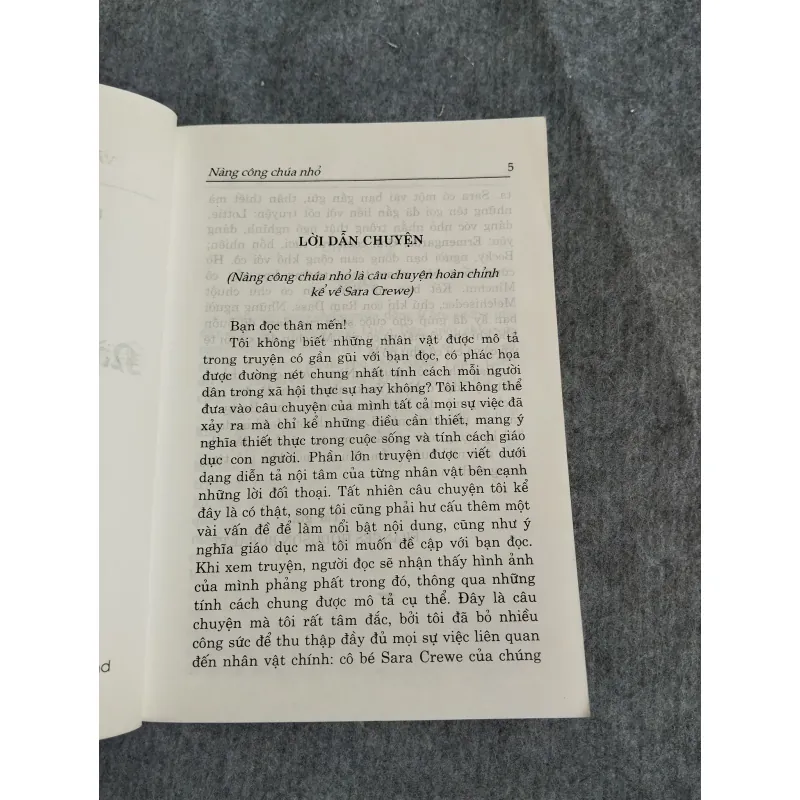 Nàng công chúa nhỏ 5
LỜI DẪN CHUYỆN
(Nàng công chúa nhỏ là câu chuyện hoàn chỉnh
kể về Sara Crewe)
Bạn đọc thân mến!
Tôi không biết những nhân vật được mô tả
trong truyện có gần gũi với bạn đọc, có phác họa
được đường nét chung nhất tính cách mỗi người
dân trong xã hội thực sự hay không? Tôi không thể
đưa vào câu chuyện của mình tất cả mọi sự việc đã
xảy ra mà chỉ kể những điều cần thiết, mang ý
nghĩa thiết thực trong cuộc sống và tính cách giáo
dục con người. Phần lớn truyện được viết dưới
dạng diễn tả nội tâm của từng nhân vật bên cạnh
những lời đối thoại. Tất nhiên câu chuyện tôi kể
đây là có thật, song tôi cũng phải hư cấu thêm một
vài vấn đề để làm nổi bật nội dung, cũng như ý
nghĩa giáo dục mà tôi muốn đề cập với bạn đọc.
Khi xem truyện, người đọc sẽ nhận thấy hình ảnh
của mình phảng phất trong đó, thông qua những
tính cách chung được mô tả cụ thể. Đây là câu
chuyện mà tôi rất tâm đắc, bởi tôi đã bỏ nhiều
công sức để thu thập đầy đủ mọi sự việc liên quan
đến nhân vật chính: cô bé Sara Crewe của chúng